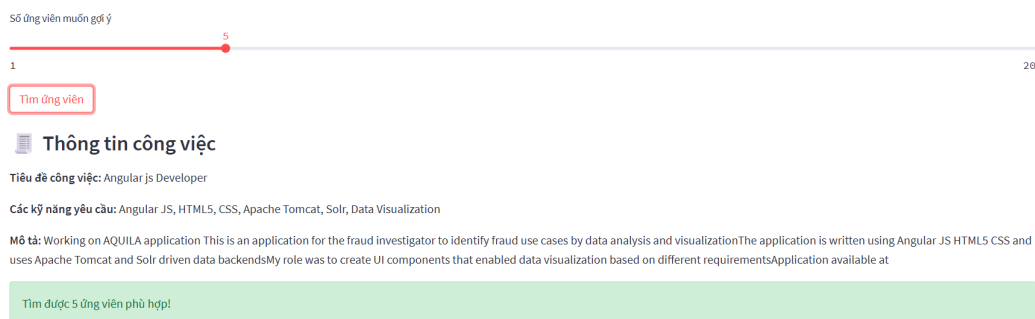 Số ứng viên muốn gợi ý
5
1
20
Tìm ứng viên
Thông tin công việc
Tiêu đề công việc: Angular js Developer
Các kỹ năng yêu cầu: Angular JS, HTML5, CSS, Apache Tomcat, Solr, Data Visualization
Mô tả: Working on AQUILA application This is an application for the fraud investigator to identify fraud use cases by data analysis and visualizationThe application is written using Angular JS HTML5 CSS and
uses Apache Tomcat and Solr driven data backendsMy role was to create UI components that enabled data visualization based on different requirementsApplication available at
Tìm được 5 ứng viên phù hợp!